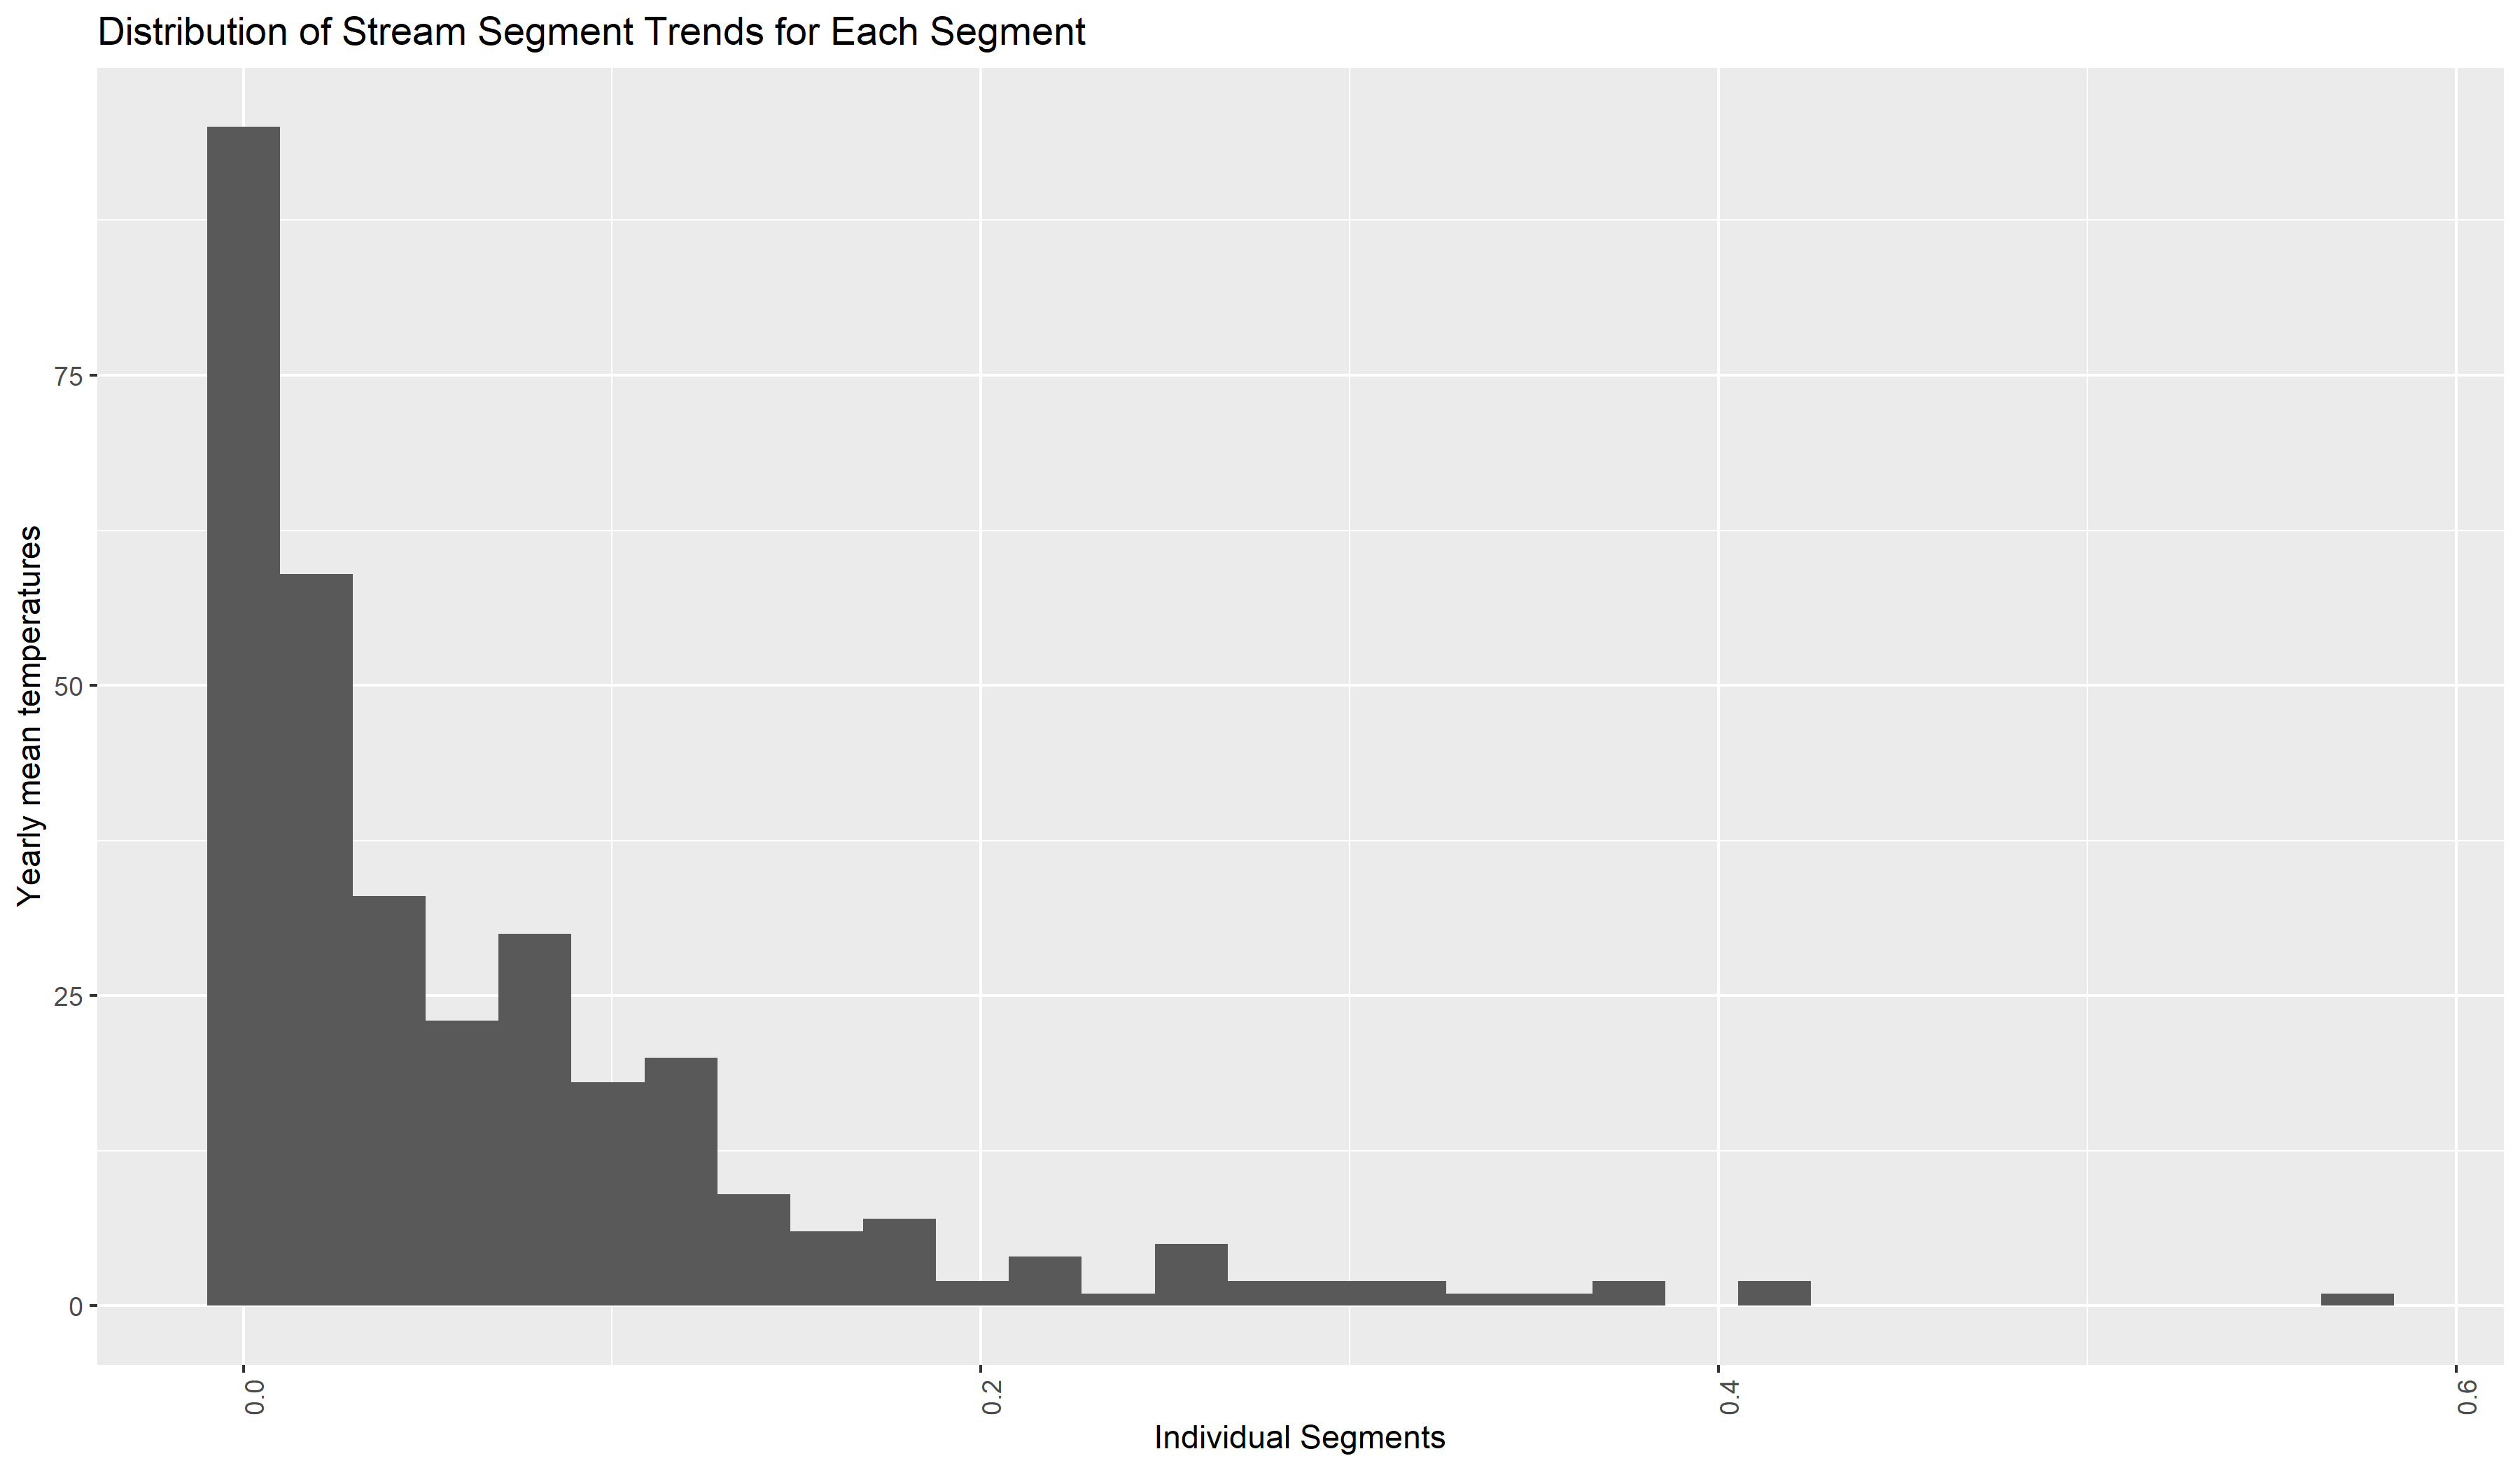 Distribution of Stream Segment Trends for Each Segment
Yearly mean temperatures
75
50
25
0
0.0
0.2
0.4
0.6
Individual Segments